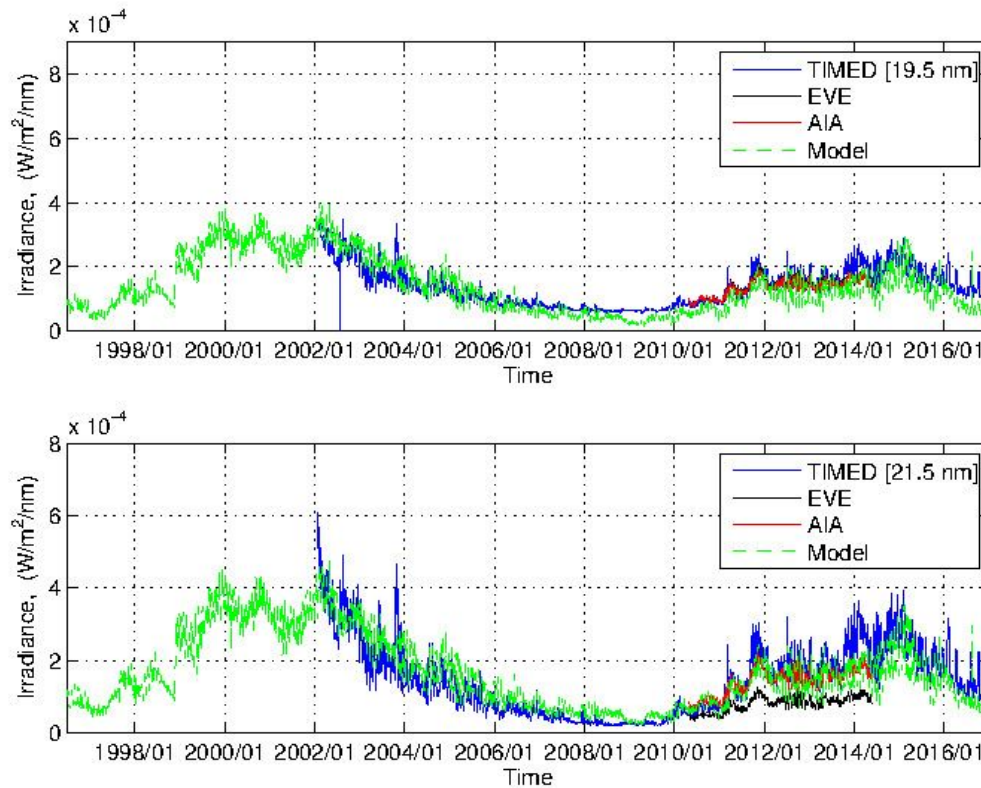 x 10⁻⁴
8
6
4
2
0
Irradiance, (W/m²/nm)
TIMED [19.5 nm]
EVE
AIA
Model
1998/01 2000/01 2002/01 2004/01 2006/01 2008/01 2010/01 2012/01 2014/01 2016/01
Time
x 10⁻⁴
8
6
4
2
0
Irradiance, (W/m²/nm)
TIMED [21.5 nm]
EVE
AIA
Model
1998/01 2000/01 2002/01 2004/01 2006/01 2008/01 2010/01 2012/01 2014/01 2016/01
Time